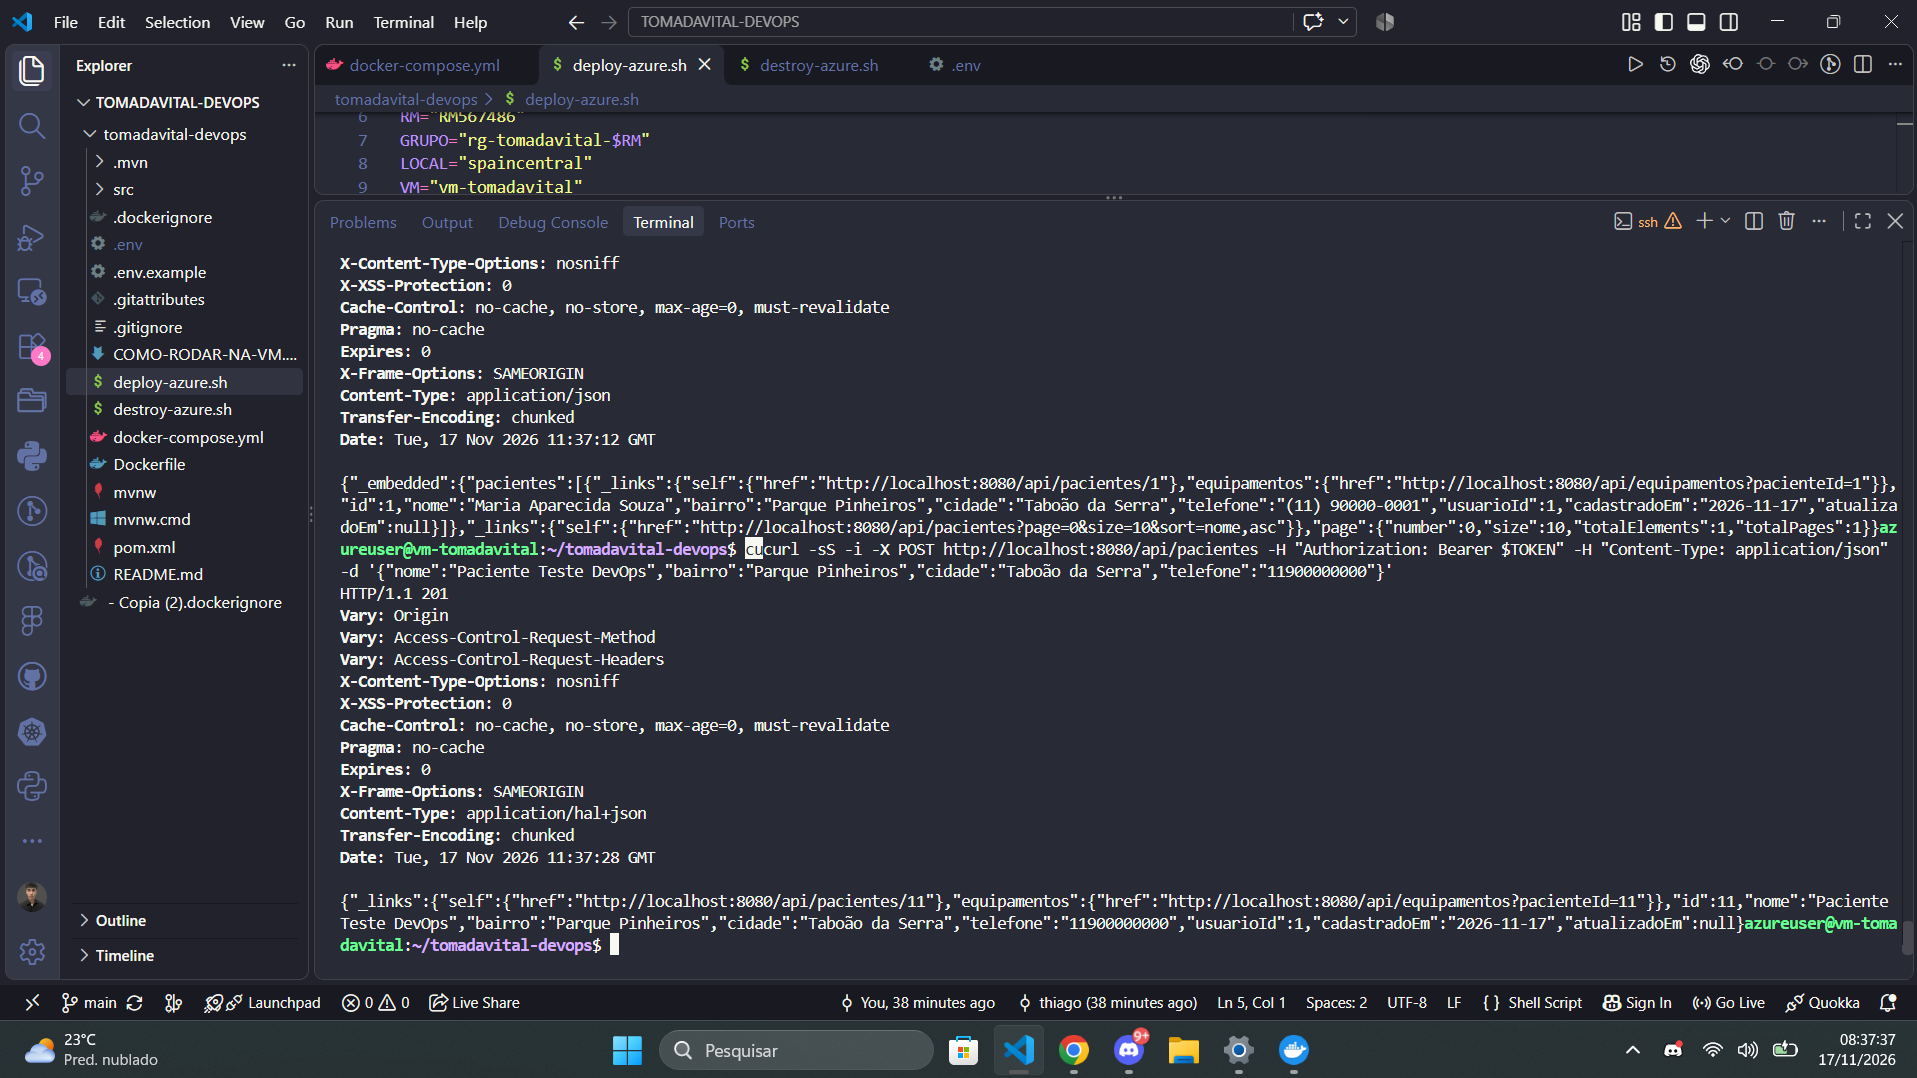 File Edit Selection View Go Run Terminal Help
TOMADAVITAL-DEVOPS
Explorer
TOMADAVITAL-DEVOPS
tomadavital-devops
.mvn
src
.dockerignore
.env
.env.example
.gitattributes
.gitignore
COMO-RODAR-NA-VM....
deploy-azure.sh
destroy-azure.sh
docker-compose.yml
Dockerfile
mvnw
mvnw.cmd
pom.xml
README.md
- Copia (2).dockerignore
Outline
Timeline
4
docker-compose.yml
$ deploy-azure.sh
$ destroy-azure.sh
.env
tomadavital-devops > $ deploy-azure.sh
6 RM="RM567486"
7 GRUPO="rg-tomadavital-$RM"
8 LOCAL="spaincentral"
9 VM="vm-tomadavital"
Problems Output Debug Console Terminal Ports
ssh
X-Content-Type-Options: nosniff
X-XSS-Protection: 0
Cache-Control: no-cache, no-store, max-age=0, must-revalidate
Pragma: no-cache
Expires: 0
X-Frame-Options: SAMEORIGIN
Content-Type: application/json
Transfer-Encoding: chunked
Date: Tue, 17 Nov 2026 11:37:12 GMT
{"_embedded":{"pacientes":[{"_links":{"self":{"href":"http://localhost:8080/api/pacientes/1"},"equipamentos":{"href":"http://localhost:8080/api/equipamentos?pacienteId=1"}},
"id":1,"nome":"Maria Aparecida Souza","bairro":"Parque Pinheiros","cidade":"Taboão da Serra","telefone":"(11) 90000-0001","usuarioId":1,"cadastradoEm":"2026-11-17","atualiza
doEm":null}]},"_links":{"self":{"href":"http://localhost:8080/api/pacientes?page=0&size=10&sort=nome,asc"}},"page":{"number":0,"size":10,"totalElements":1,"totalPages":1}}az
ureuser@vm-tomadavital:~/tomadavital-devops$ cucurl -sS -i -X POST http://localhost:8080/api/pacientes -H "Authorization: Bearer $TOKEN" -H "Content-Type: application/json"
-d '{"nome":"Paciente Teste DevOps","bairro":"Parque Pinheiros","cidade":"Taboão da Serra","telefone":"11900000000"}'
HTTP/1.1 201
Vary: Origin
Vary: Access-Control-Request-Method
Vary: Access-Control-Request-Headers
X-Content-Type-Options: nosniff
X-XSS-Protection: 0
Cache-Control: no-cache, no-store, max-age=0, must-revalidate
Pragma: no-cache
Expires: 0
X-Frame-Options: SAMEORIGIN
Content-Type: application/hal+json
Transfer-Encoding: chunked
Date: Tue, 17 Nov 2026 11:37:28 GMT
{"_links":{"self":{"href":"http://localhost:8080/api/pacientes/11"},"equipamentos":{"href":"http://localhost:8080/api/equipamentos?pacienteId=11"}},"id":11,"nome":"Paciente
Teste DevOps","bairro":"Parque Pinheiros","cidade":"Taboão da Serra","telefone":"11900000000","usuarioId":1,"cadastradoEm":"2026-11-17","atualizadoEm":null}azureuser@vm-toma
davital:~/tomadavital-devops$
main Launchpad 0 0 Live Share You, 38 minutes ago thiago (38 minutes ago) Ln 5, Col 1 Spaces: 2 UTF-8 LF {} Shell Script Sign In Go Live Quokka
23°C
Pred. nublado
Pesquisar
9+
08:37:37
17/11/2026